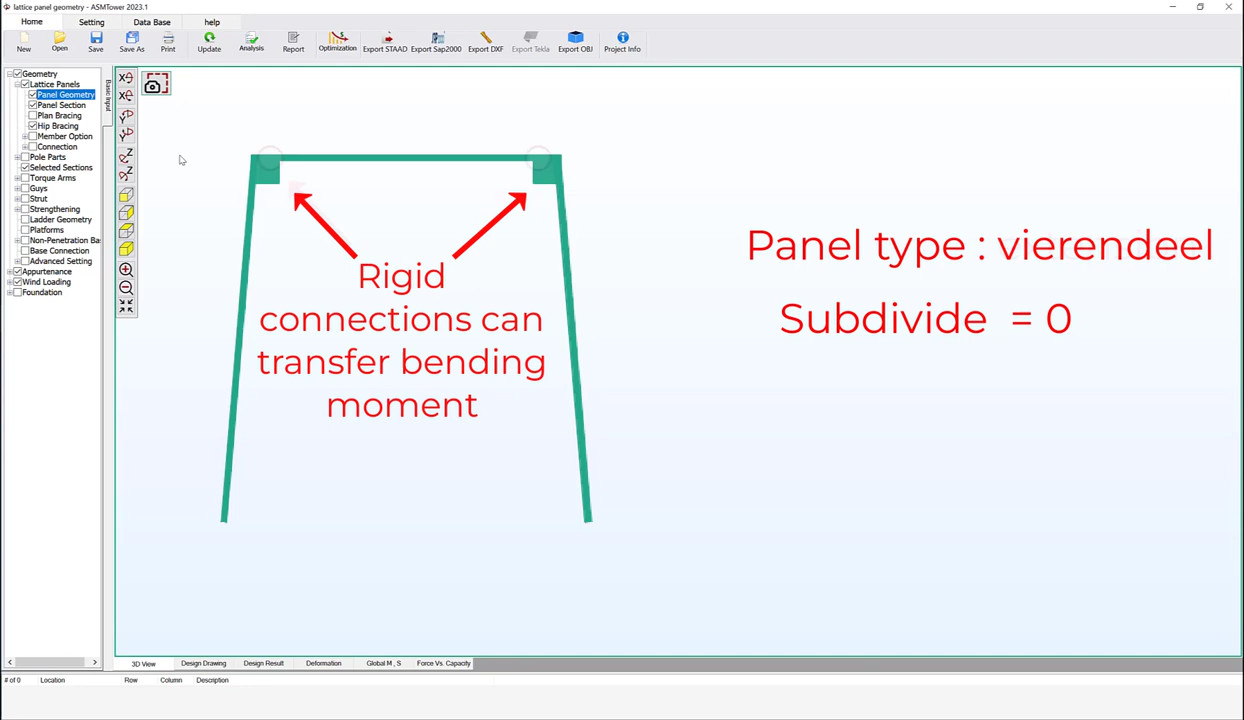 lattice panel geometry - ASMTower 2023.1
Home Setting Data Base help
New Open Save Save As Print Update Analysis Report Optimization Export STAAD Export Sap2000 Export DXF Export Tekla Export OBJ Project Info
Geometry
Lattice Panels
Panel Geometry
Panel Section
Plan Bracing
Hip Bracing
Member Option
Connection
Pole Parts
Selected Sections
Torque Arms
Guys
Strut
Strengthening
Ladder Geometry
Platforms
Non-Penetration Ba
Base Connection
Advanced Setting
Appurtenance
Wind Loading
Foundation
Basic Input
Rigid
connections can
transfer bending
moment
Panel type : vierendeel
Subdivide = 0
3D View Design Drawing Design Result Deformation Global M , S Force Vs. Capacity
# of 0 Location Row Column Description